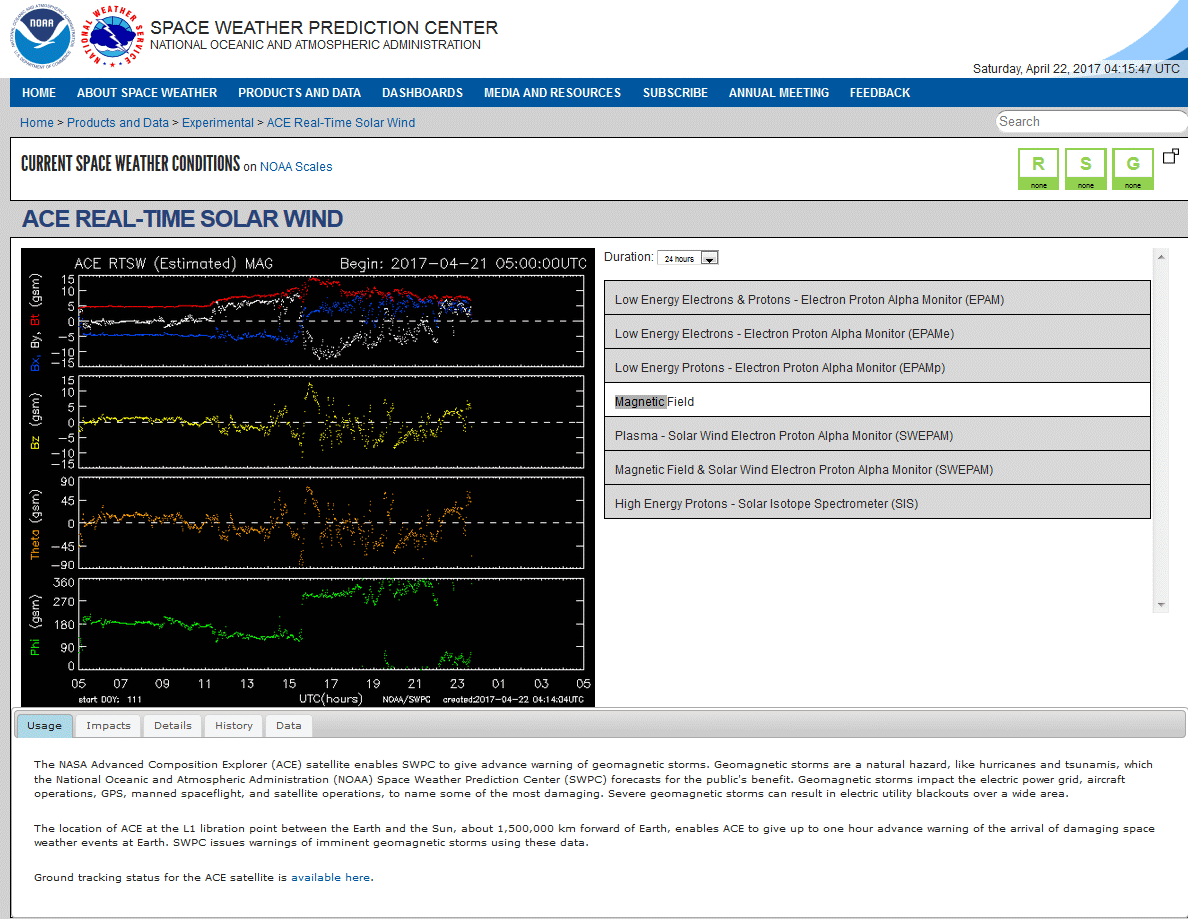 NOAA
NATIONAL WEATHER SERVICE
SPACE WEATHER PREDICTION CENTER
NATIONAL OCEANIC AND ATMOSPHERIC ADMINISTRATION
Saturday, April 22, 2017 04:15:47 UTC
HOME ABOUT SPACE WEATHER PRODUCTS AND DATA DASHBOARDS MEDIA AND RESOURCES SUBSCRIBE ANNUAL MEETING FEEDBACK
Home > Products and Data > Experimental > ACE Real-Time Solar Wind
Search
CURRENT SPACE WEATHER CONDITIONS on NOAA Scales
R S G
none none none
ACE REAL-TIME SOLAR WIND
ACE RTSW (Estimated) MAG Begin: 2017-04-21 05:00:00UTC
Bx, By, Bt (gsm)
15
10
5
0
-5
-10
-15
Bz (gsm)
15
10
5
0
-5
-10
-15
Theta (gsm)
90
45
0
-45
-90
Phi (gsm)
360
270
180
90
0
05 07 09 11 13 15 17 19 21 23 01 03 05
start DOY: 111 UTC(hours) NOAA/SWPC created:2017-04-22 04:14:04UTC
Duration: 24 hours
Low Energy Electrons & Protons - Electron Proton Alpha Monitor (EPAM)
Low Energy Electrons - Electron Proton Alpha Monitor (EPAMe)
Low Energy Protons - Electron Proton Alpha Monitor (EPAMp)
Magnetic Field
Plasma - Solar Wind Electron Proton Alpha Monitor (SWEPAM)
Magnetic Field & Solar Wind Electron Proton Alpha Monitor (SWEPAM)
High Energy Protons - Solar Isotope Spectrometer (SIS)
Usage Impacts Details History Data
The NASA Advanced Composition Explorer (ACE) satellite enables SWPC to give advance warning of geomagnetic storms. Geomagnetic storms are a natural hazard, like hurricanes and tsunamis, which
the National Oceanic and Atmospheric Administration (NOAA) Space Weather Prediction Center (SWPC) forecasts for the public's benefit. Geomagnetic storms impact the electric power grid, aircraft
operations, GPS, manned spaceflight, and satellite operations, to name some of the most damaging. Severe geomagnetic storms can result in electric utility blackouts over a wide area.
The location of ACE at the L1 libration point between the Earth and the Sun, about 1,500,000 km forward of Earth, enables ACE to give up to one hour advance warning of the arrival of damaging space
weather events at Earth. SWPC issues warnings of imminent geomagnetic storms using these data.
Ground tracking status for the ACE satellite is available here.